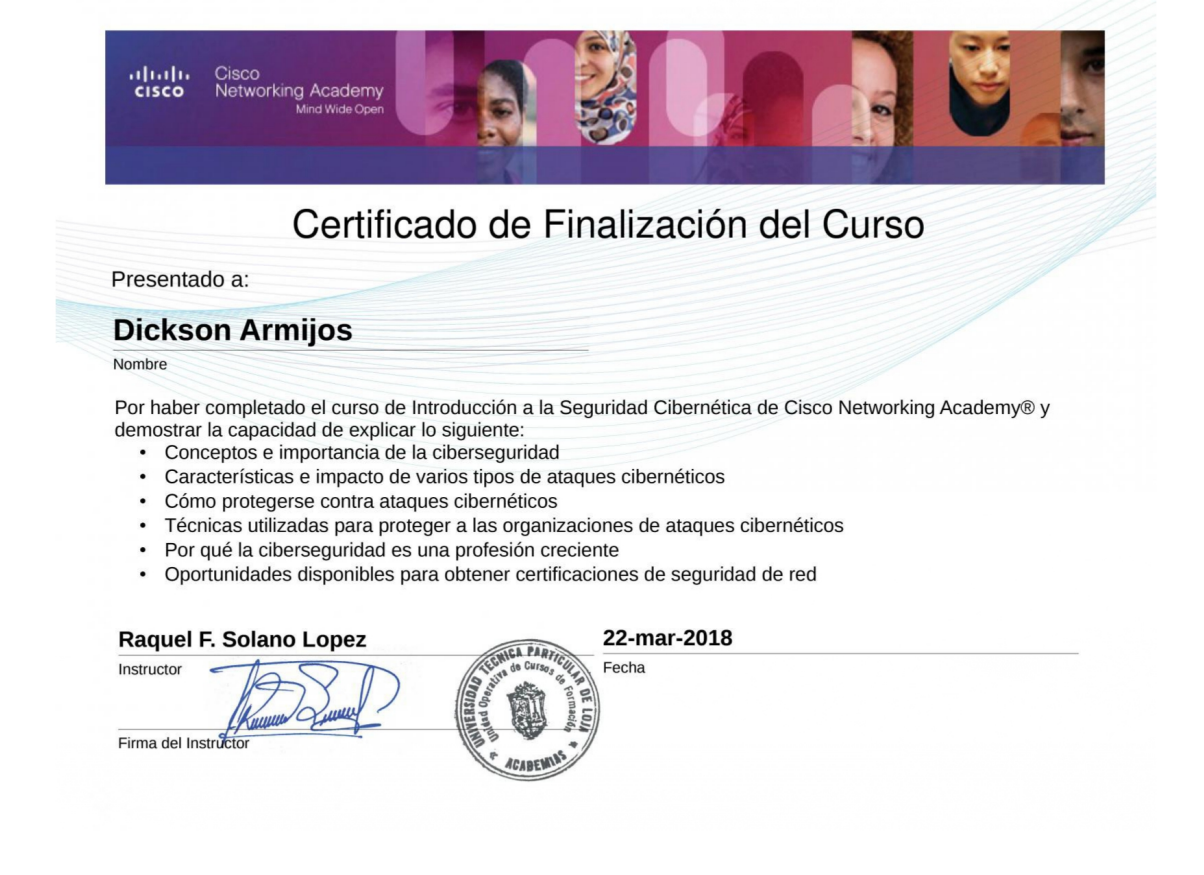 CISCO
Cisco
Networking Academy
Mind Wide Open
Certificado de Finalización del Curso
Presentado a:
Dickson Armijos
Nombre
Por haber completado el curso de Introducción a la Seguridad Cibernética de Cisco Networking Academy® y
demostrar la capacidad de explicar lo siguiente:
• Conceptos e importancia de la ciberseguridad
• Características e impacto de varios tipos de ataques cibernéticos
• Cómo protegerse contra ataques cibernéticos
• Técnicas utilizadas para proteger a las organizaciones de ataques cibernéticos
• Por qué la ciberseguridad es una profesión creciente
• Oportunidades disponibles para obtener certificaciones de seguridad de red
Raquel F. Solano Lopez
Instructor
22-mar-2018
Fecha
Firma del Instructor
UNIVERSIDAD TÉCNICA PARTICULAR DE LOJA
Unidad Operativa de Cursos de Formación
ACADEMIAS